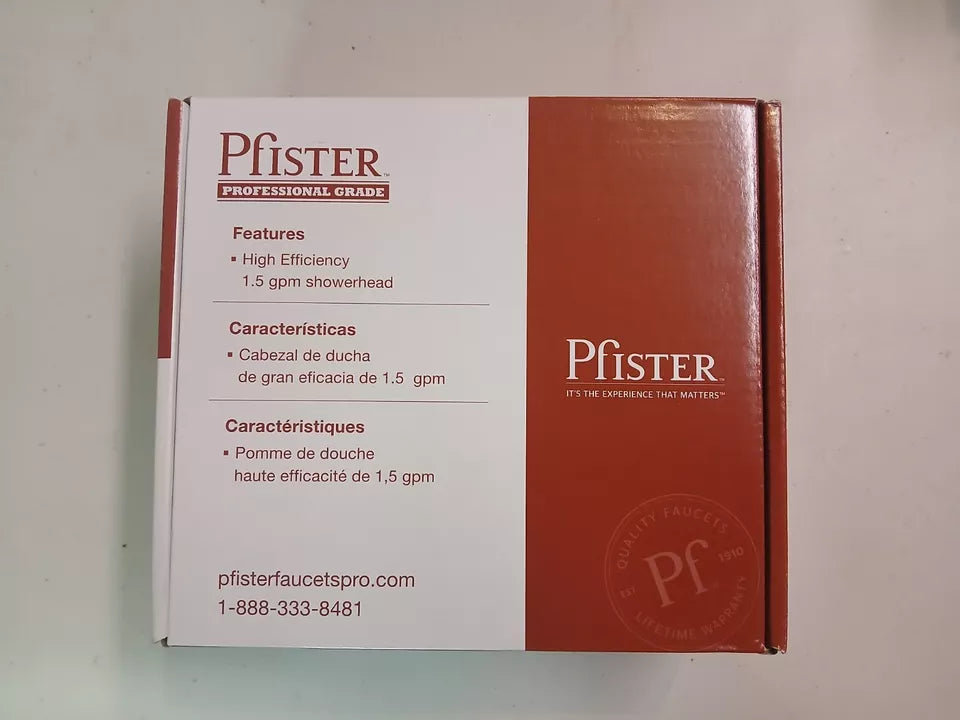 Pfister™
PROFESSIONAL GRADE
Features
▪ High Efficiency
1.5 gpm showerhead
Características
▪ Cabezal de ducha
de gran eficacia de 1.5 gpm
Caractéristiques
▪ Pomme de douche
haute efficacité de 1,5 gpm
pfisterfaucetspro.com
1-888-333-8481
Pfister™
IT'S THE EXPERIENCE THAT MATTERS™
QUALITY FAUCETS
EST Pf 1910
LIFETIME WARRANTY